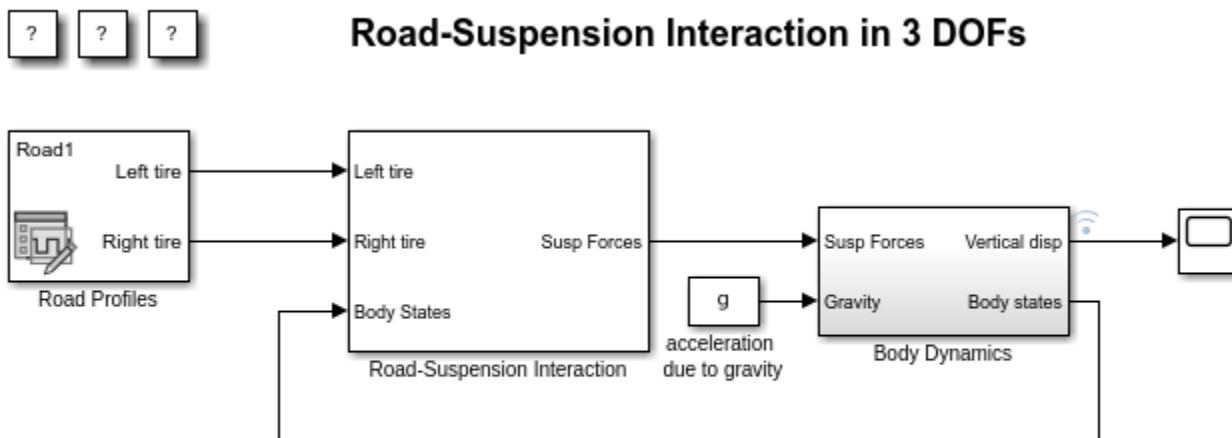 ? ? ?
Road-Suspension Interaction in 3 DOFs
Road1
Left tire
Right tire
Road Profiles
Left tire
Right tire
Body States
Susp Forces
Road-Suspension Interaction
g
acceleration
due to gravity
Susp Forces
Gravity
Vertical disp
Body states
Body Dynamics